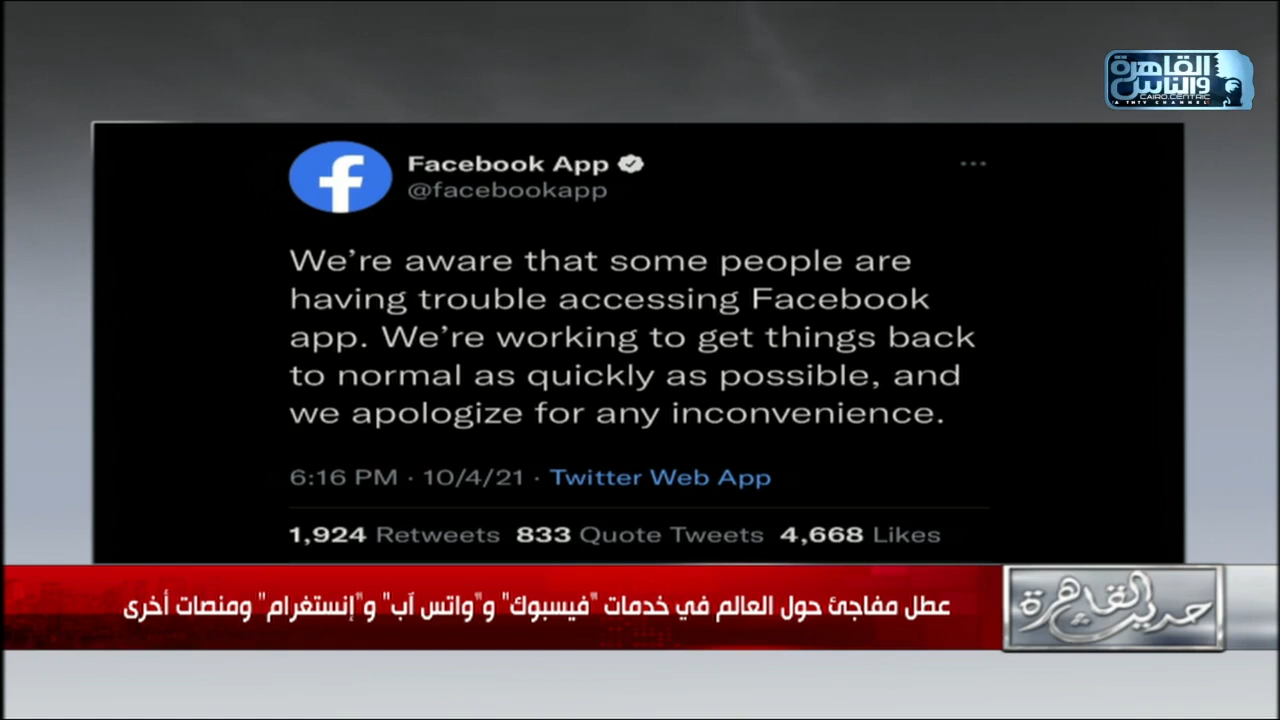 القاهرة
والناس
CAIRO.CENTRIC
A TNTV CHANNEL
Facebook App
@facebookapp
We’re aware that some people are
having trouble accessing Facebook
app. We’re working to get things back
to normal as quickly as possible, and
we apologize for any inconvenience.
6:16 PM · 10/4/21 · Twitter Web App
1,924 Retweets 833 Quote Tweets 4,668 Likes
عطل مفاجئ حول العالم في خدمات "فيسبوك" و"واتس آب" و"إنستغرام" ومنصات أخرى
حديث القاهرة